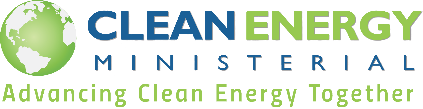 CLEAN ENERGY
MINISTERIAL
Advancing Clean Energy Together